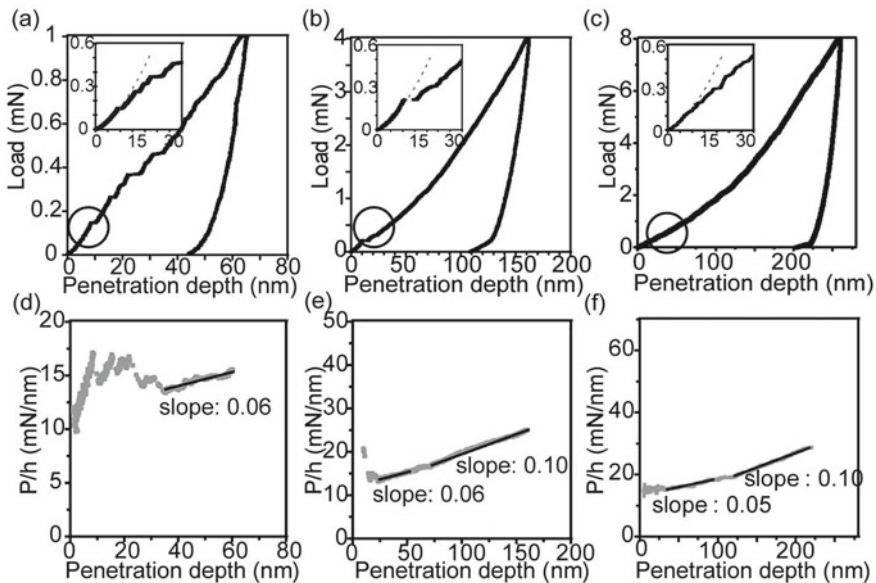 (a)
1
0.8
0.6
0.4
0.2
0
Load (mN)
0.6
0.3
0
0 15 30
0 20 40 60 80
Penetration depth (nm)
(b)
4
3
2
1
0
Load (mN)
0.6
0.3
0
0 15 30
0 50 100 150 200
Penetration depth (nm)
(c)
8
6
4
2
0
Load (mN)
0.6
0.3
0
0 15 30
0 100 200
Penetration depth (nm)
(d)
20
15
10
5
0
P/h (mN/nm)
slope: 0.06
0 20 40 60 80
Penetration depth (nm)
(e)
50
40
30
20
10
0
P/h (mN/nm)
slope: 0.10
slope: 0.06
0 50 100 150 200
Penetration depth (nm)
(f)
60
40
20
0
P/h (mN/nm)
slope : 0.10
slope : 0.05
0 100 200
Penetration depth (nm)